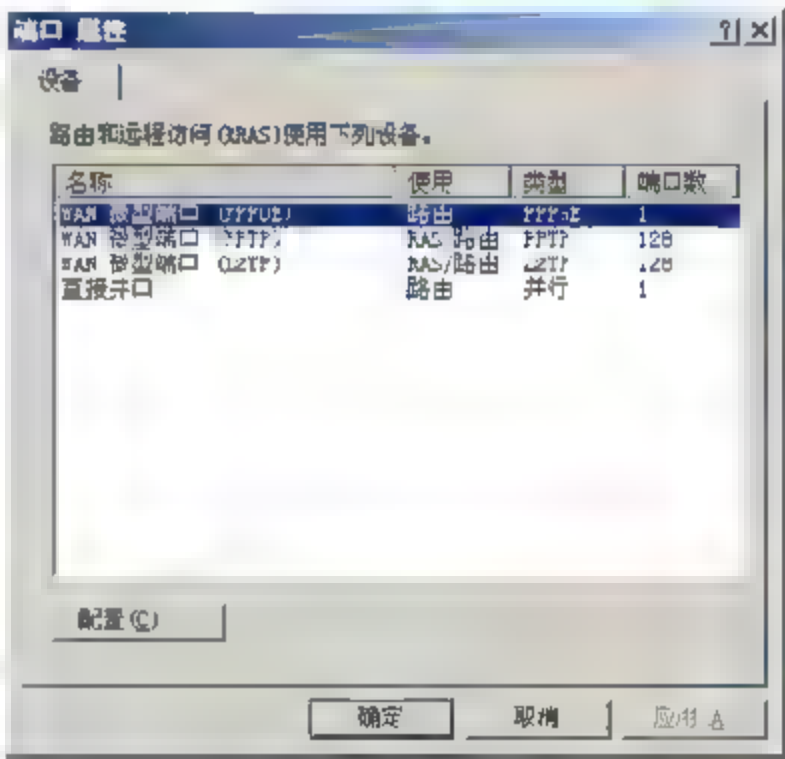 端口 属性
设备
路由和远程访问(RRAS)使用下列设备。
名称 使用 类型 端口数
WAN 微型端口 (PPPOE) 路由 PPPoE 1
WAN 微型端口 (PPTP) RAS/路由 PPTP 128
WAN 微型端口 (L2TP) RAS/路由 L2TP 128
直接并口 路由 并行 1
配置(C)
确定 取消 应用 A